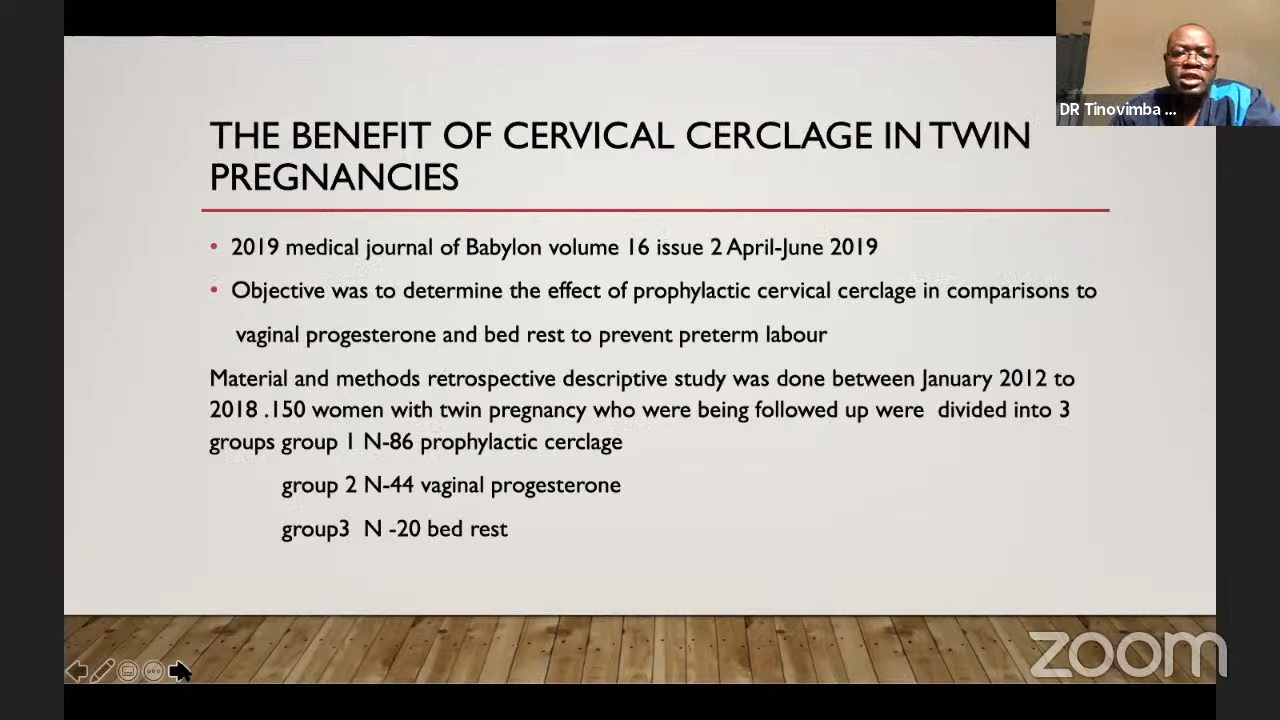 DR Tinovimba ...
THE BENEFIT OF CERVICAL CERCLAGE IN TWIN
PREGNANCIES
• 2019 medical journal of Babylon volume 16 issue 2 April-June 2019
• Objective was to determine the effect of prophylactic cervical cerclage in comparisons to
vaginal progesterone and bed rest to prevent preterm labour
Material and methods retrospective descriptive study was done between January 2012 to
2018 .150 women with twin pregnancy who were being followed up were divided into 3
groups group 1 N-86 prophylactic cerclage
group 2 N-44 vaginal progesterone
group3 N -20 bed rest
zoom